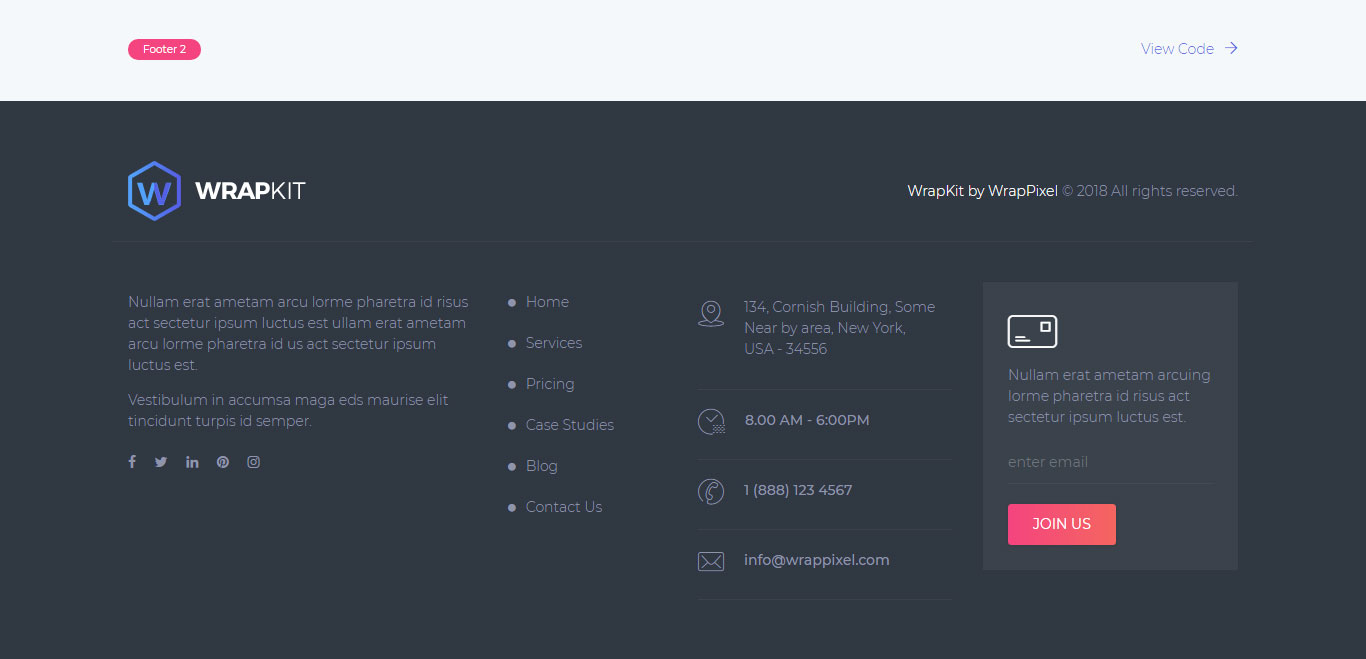 Footer 2
View Code
W WRAPKIT
WrapKit by WrapPixel © 2018 All rights reserved.
Nullam erat ametam arcu lorme pharetra id risus
act sectetur ipsum luctus est ullam erat ametam
arcu lorme pharetra id us act sectetur ipsum
luctus est.
Vestibulum in accumsa maga eds maurise elit
tincidunt turpis id semper.
Home
Services
Pricing
Case Studies
Blog
Contact Us
134, Cornish Building, Some
Near by area, New York,
USA - 34556
8.00 AM - 6:00PM
1 (888) 123 4567
info@wrappixel.com
Nullam erat ametam arcuing
lorme pharetra id risus act
sectetur ipsum luctus est.
enter email
JOIN US